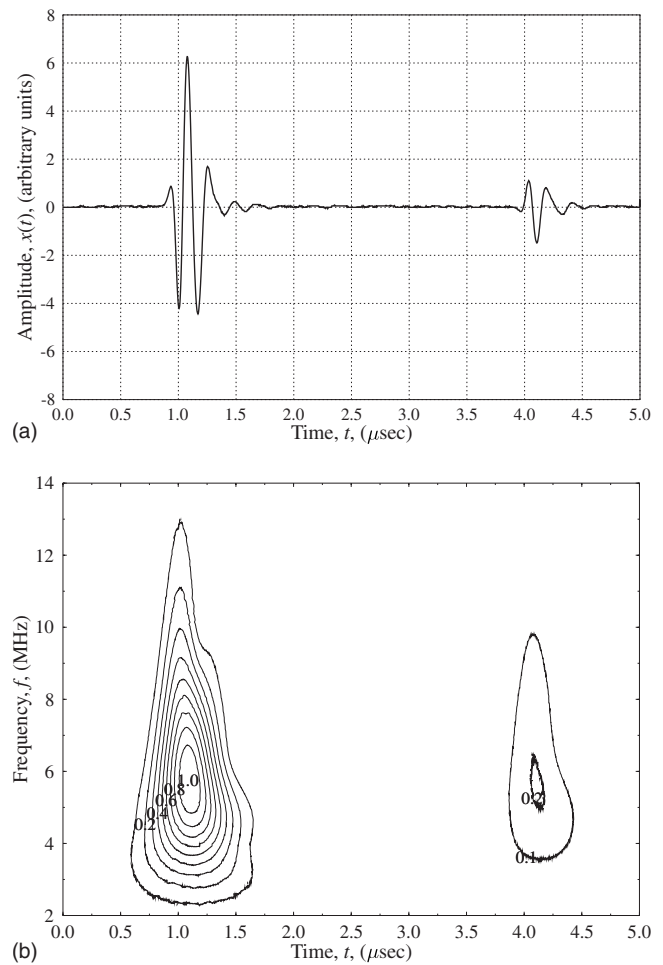 8
6
4
2
0
-2
-4
-6
-8
Amplitude, x(t), (arbitrary units)
0.0 0.5 1.0 1.5 2.0 2.5 3.0 3.5 4.0 4.5 5.0
(a)
Time, t, (μsec)
14
12
10
8
6
4
2
Frequency, f, (MHz)
1.0
0.8
0.6
0.4
0.2
0.2
0.1
0.0 0.5 1.0 1.5 2.0 2.5 3.0 3.5 4.0 4.5 5.0
(b)
Time, t, (μsec)